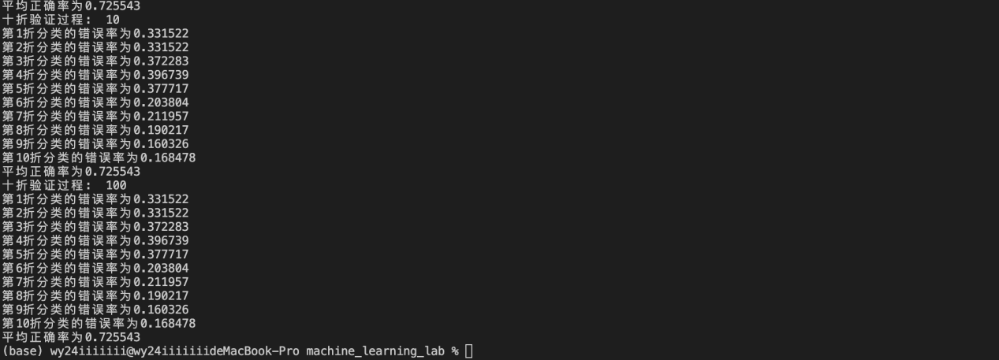 平均正确率为0.725543
十折验证过程： 10
第1折分类的错误率为0.331522
第2折分类的错误率为0.331522
第3折分类的错误率为0.372283
第4折分类的错误率为0.396739
第5折分类的错误率为0.377717
第6折分类的错误率为0.203804
第7折分类的错误率为0.211957
第8折分类的错误率为0.190217
第9折分类的错误率为0.160326
第10折分类的错误率为0.168478
平均正确率为0.725543
十折验证过程： 100
第1折分类的错误率为0.331522
第2折分类的错误率为0.331522
第3折分类的错误率为0.372283
第4折分类的错误率为0.396739
第5折分类的错误率为0.377717
第6折分类的错误率为0.203804
第7折分类的错误率为0.211957
第8折分类的错误率为0.190217
第9折分类的错误率为0.160326
第10折分类的错误率为0.168478
平均正确率为0.725543
(base) wy24iiiiiii@wy24iiiiiiideMacBook-Pro machine_learning_lab %